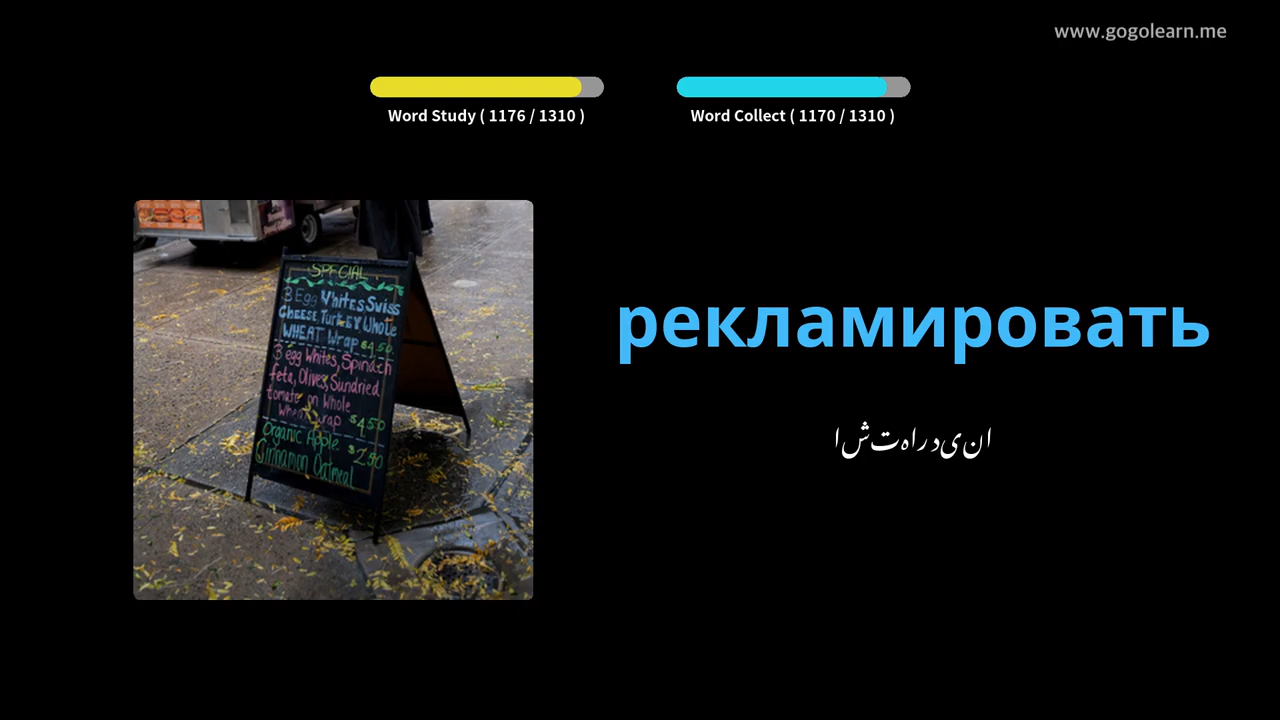 www.gogolearn.me
Word Study ( 1176 / 1310 )
Word Collect ( 1170 / 1310 )
SPECIAL
3 Egg Whites, Swiss
Cheese, Turkey Whole
WHEAT Wrap $4.50
3 egg Whites, Spinach
feta, Olives, Sundried
tomato on Whole
Wheat wrap $4.50
Organic Apple $2.50
Cinnamon Oatmeal
рекламировать
اشتہار دینا